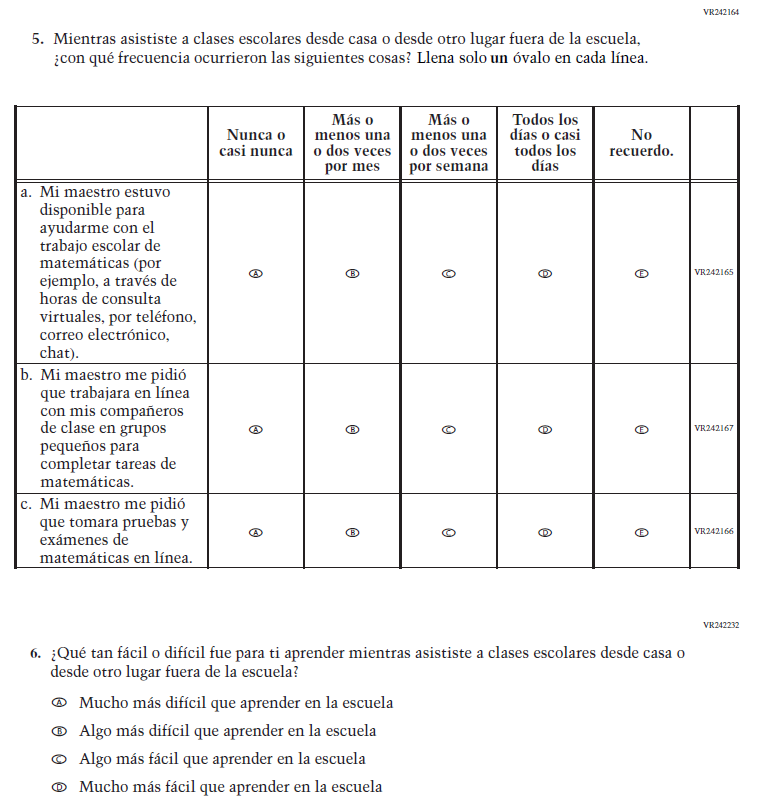 VR242164
5. Mientras asististe a clases escolares desde casa o desde otro lugar fuera de la escuela,
¿con qué frecuencia ocurrieron las siguientes cosas? Llena solo un óvalo en cada línea.
Nunca o
casi nunca
Más o
menos una
o dos veces
por mes
Más o
menos una
o dos veces
por semana
Todos los
días o casi
todos los
días
No
recuerdo.
a. Mi maestro estuvo
disponible para
ayudarme con el
trabajo escolar de
matemáticas (por
ejemplo, a través de
horas de consulta
virtuales, por teléfono,
correo electrónico,
chat).
A B C D E VR242165
b. Mi maestro me pidió
que trabajara en línea
con mis compañeros
de clase en grupos
pequeños para
completar tareas de
matemáticas.
A B C D E VR242167
c. Mi maestro me pidió
que tomara pruebas y
exámenes de
matemáticas en línea.
A B C D E VR242166
VR242232
6. ¿Qué tan fácil o difícil fue para ti aprender mientras asististe a clases escolares desde casa o
desde otro lugar fuera de la escuela?
A Mucho más difícil que aprender en la escuela
B Algo más difícil que aprender en la escuela
C Algo más fácil que aprender en la escuela
D Mucho más fácil que aprender en la escuela